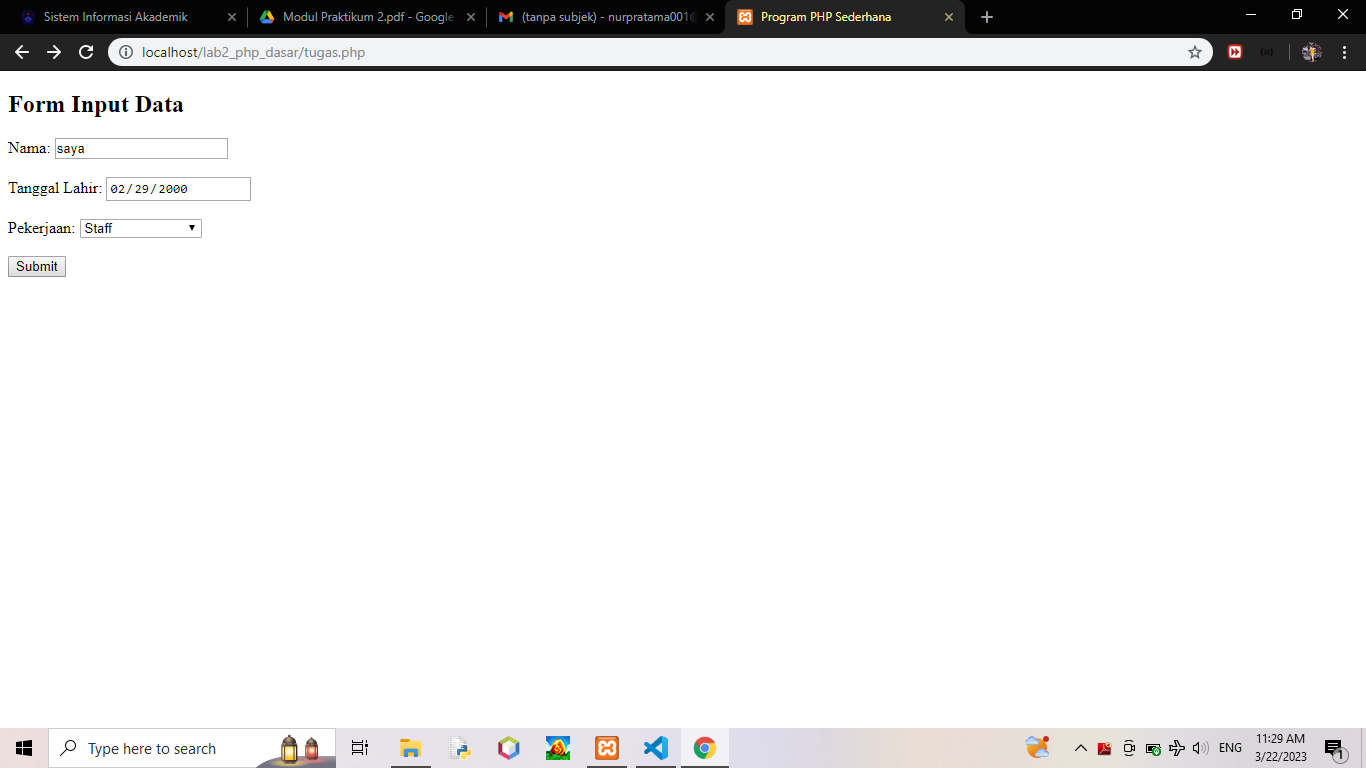 Sistem Informasi Akademik
Modul Praktikum 2.pdf - Google
(tanpa subjek) - nurpratama001@
Program PHP Sederhana
localhost/lab2_php_dasar/tugas.php
Form Input Data
Nama: saya
Tanggal Lahir: 02/29/2000
Pekerjaan: Staff
Submit
Type here to search
ENG
11:29 AM
3/22/2023
1